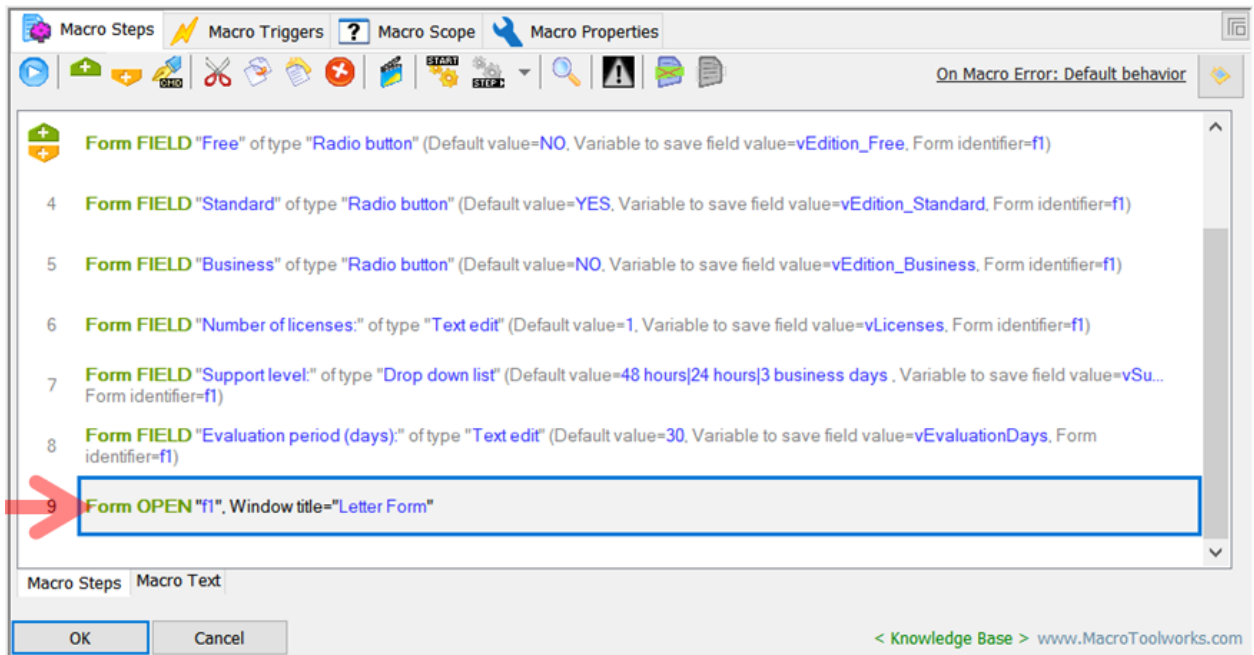 Macro Steps Macro Triggers ? Macro Scope Macro Properties
CMD START STEP On Macro Error: Default behavior
Form FIELD "Free" of type "Radio button" (Default value=NO, Variable to save field value=vEdition_Free, Form identifier=f1)
4 Form FIELD "Standard" of type "Radio button" (Default value=YES, Variable to save field value=vEdition_Standard, Form identifier=f1)
5 Form FIELD "Business" of type "Radio button" (Default value=NO, Variable to save field value=vEdition_Business, Form identifier=f1)
6 Form FIELD "Number of licenses:" of type "Text edit" (Default value=1, Variable to save field value=vLicenses, Form identifier=f1)
7 Form FIELD "Support level:" of type "Drop down list" (Default value=48 hours|24 hours|3 business days , Variable to save field value=vSu...
Form identifier=f1)
8 Form FIELD "Evaluation period (days):" of type "Text edit" (Default value=30, Variable to save field value=vEvaluationDays, Form
identifier=f1)
9 Form OPEN "f1", Window title="Letter Form"
Macro Steps Macro Text
OK Cancel < Knowledge Base > www.MacroToolworks.com